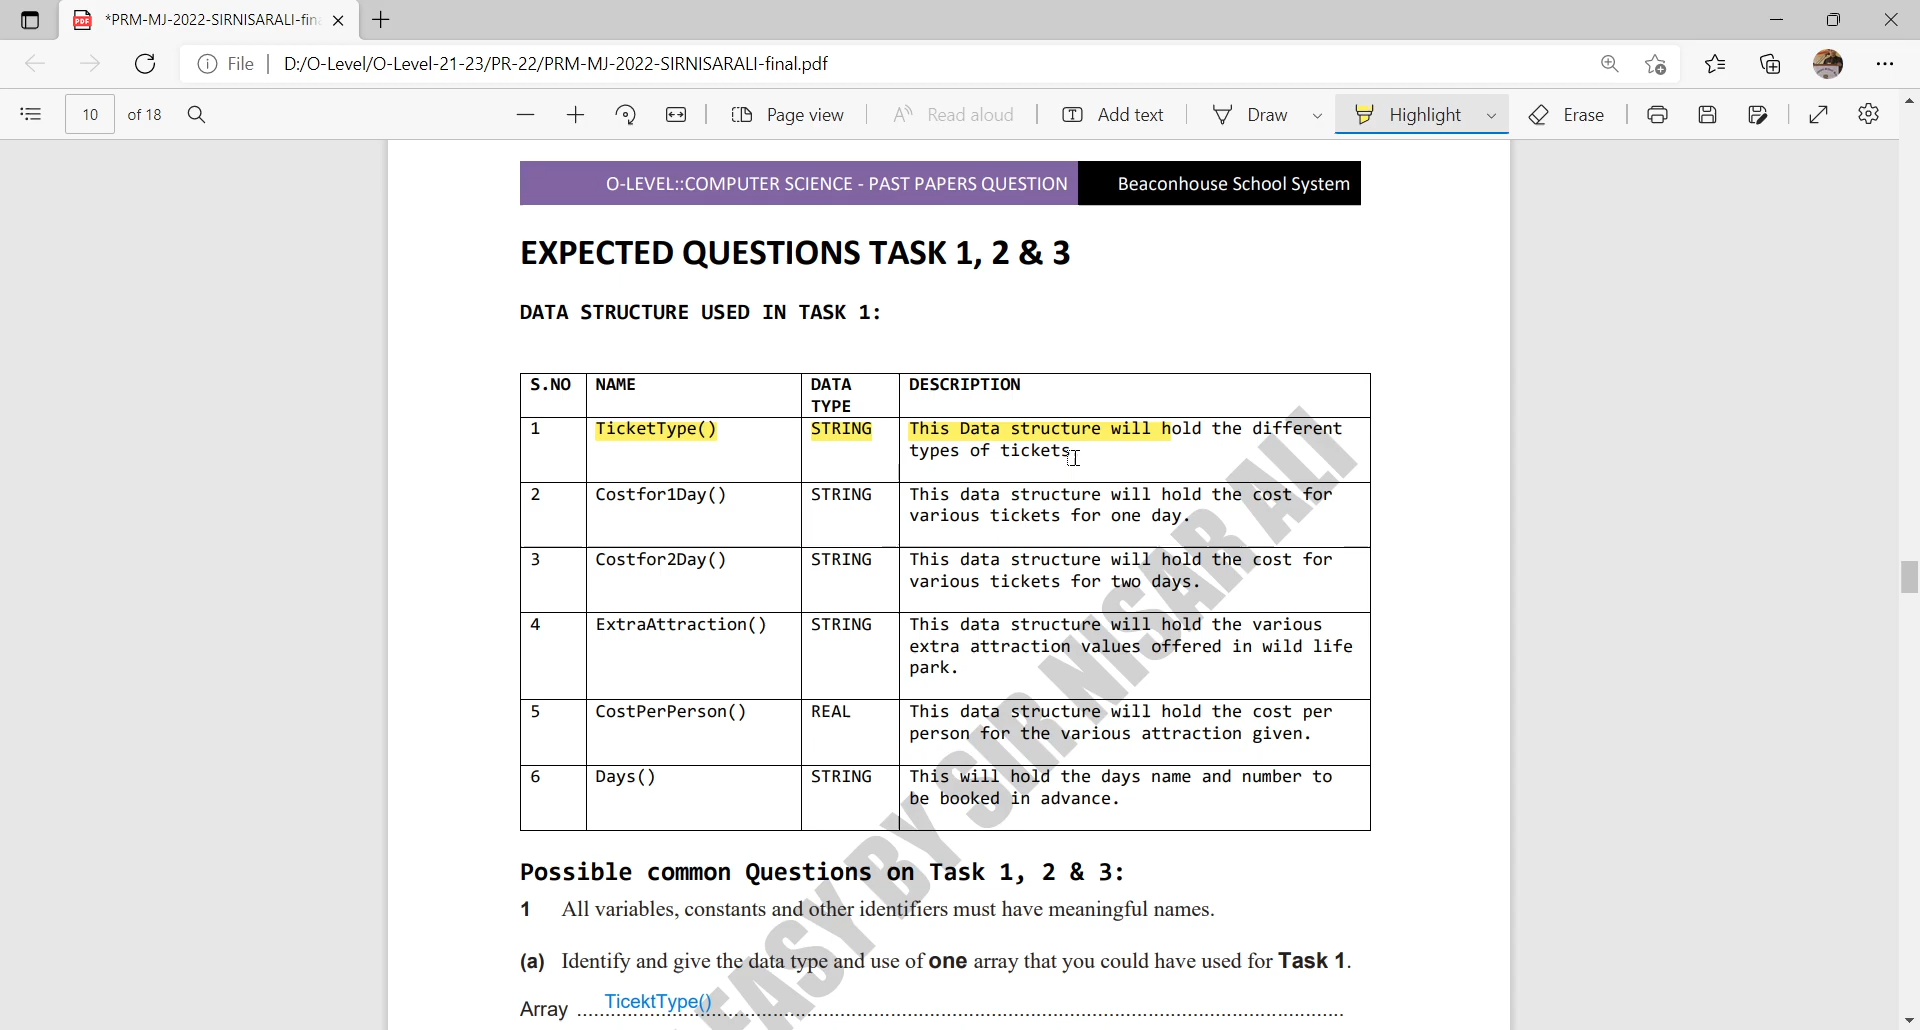 *PRM-MJ-2022-SIRNISARALI-fin
File
D:/O-Level/O-Level-21-23/PR-22/PRM-MJ-2022-SIRNISARALI-final.pdf
10 of 18
Page view
Read aloud
Add text
Draw
Highlight
Erase
O-LEVEL::COMPUTER SCIENCE - PAST PAPERS QUESTION
Beaconhouse School System
EXPECTED QUESTIONS TASK 1, 2 & 3
DATA STRUCTURE USED IN TASK 1:
S.NO NAME DATA TYPE DESCRIPTION
1 TicketType() STRING This Data structure will hold the different
types of tickets
2 Costfor1Day() STRING This data structure will hold the cost for
various tickets for one day.
3 Costfor2Day() STRING This data structure will hold the cost for
various tickets for two days.
4 ExtraAttraction() STRING This data structure will hold the various
extra attraction values offered in wild life
park.
5 CostPerPerson() REAL This data structure will hold the cost per
person for the various attraction given.
6 Days() STRING This will hold the days name and number to
be booked in advance.
EASY BY SIR NISAR ALI
Possible common Questions on Task 1, 2 & 3:
1 All variables, constants and other identifiers must have meaningful names.
(a) Identify and give the data type and use of one array that you could have used for Task 1.
Array TicektType()